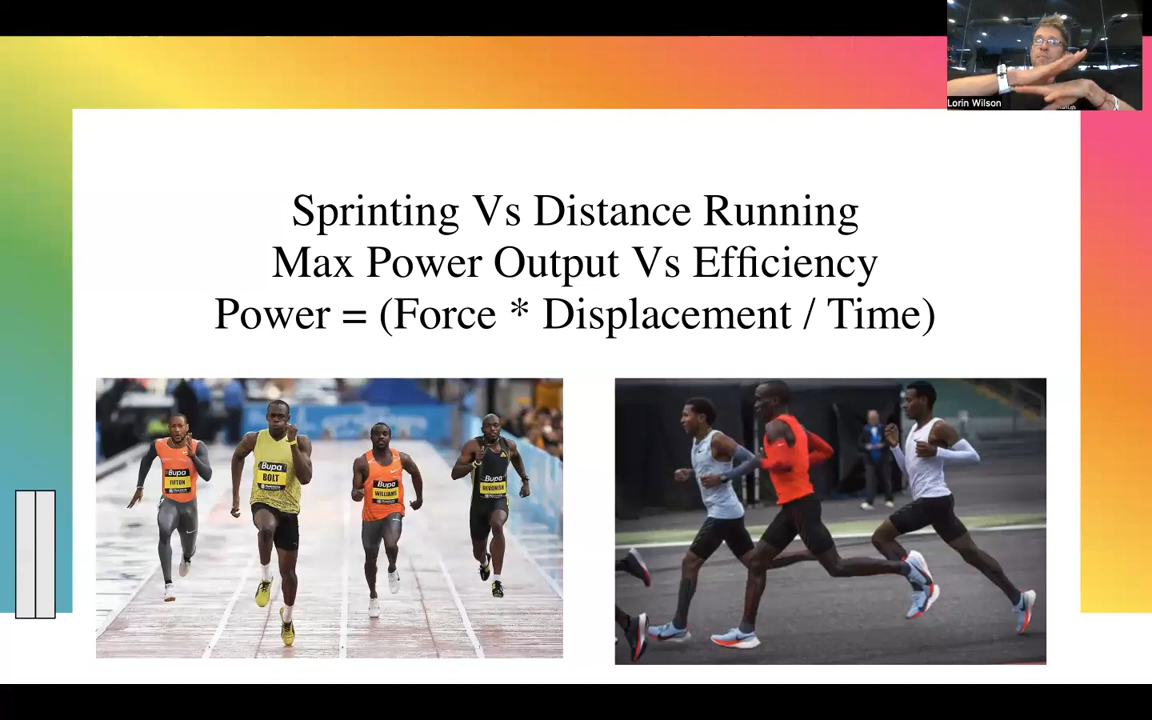 Lorin Wilson
Sprinting Vs Distance Running
Max Power Output Vs Efficiency
Power = (Force * Displacement / Time)
Bupa
FIFTON
Bupa
BOLT
Bupa
WILLIAMS
Bupa
DEVONISH